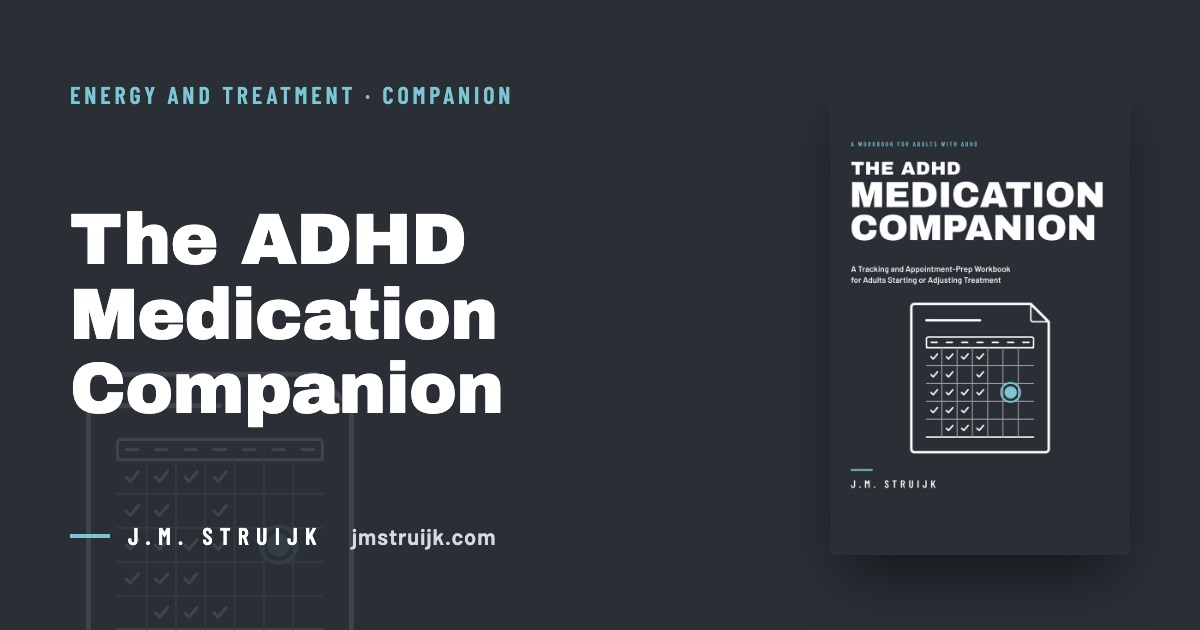 ENERGY AND TREATMENT · COMPANION
The ADHD
Medication
Companion
J.M. STRUIJK jmstruijk.com
A WORKBOOK FOR ADULTS WITH ADHD
THE ADHD
MEDICATION
COMPANION
A Tracking and Appointment-Prep Workbook
for Adults Starting or Adjusting Treatment
J.M. STRUIJK